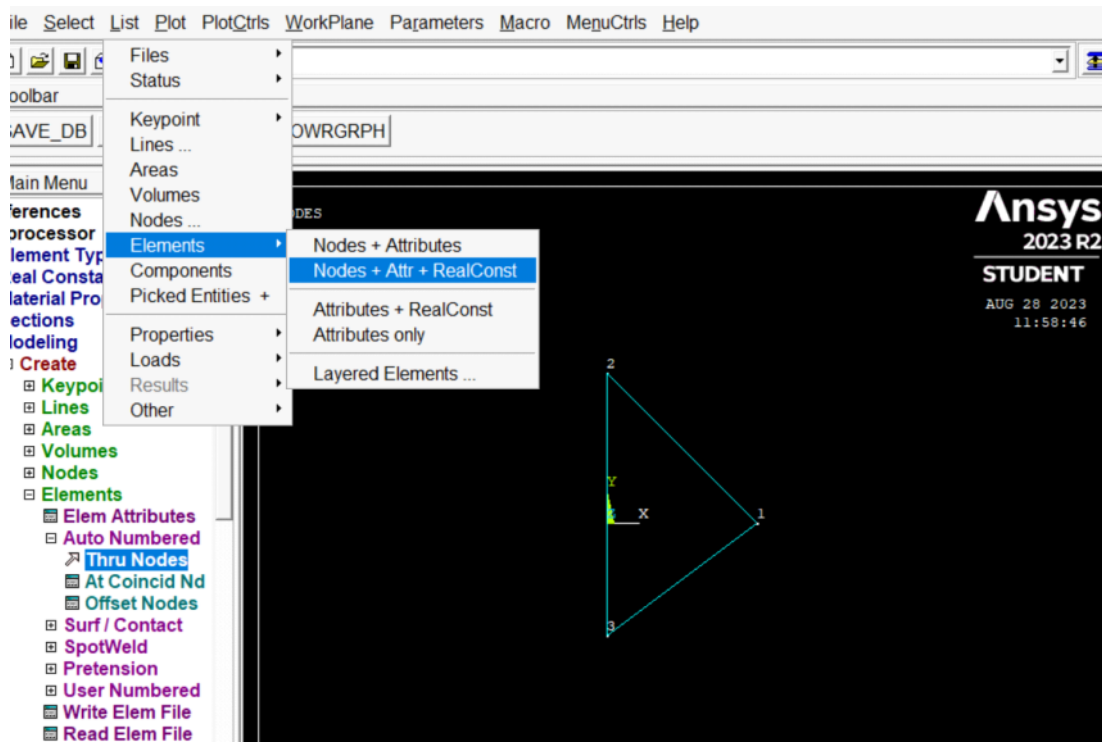 ile Select List Plot PlotCtrls WorkPlane Parameters Macro MenuCtrls Help
Files
Status
oolbar
Keypoint
SAVE_DB OWRGRPH
Lines ...
Areas
Main Menu
Volumes
ferences
Nodes ...
ODES
processor
Elements
Nodes + Attributes
lement Typ
Components
Nodes + Attr + RealConst
eal Consta
Picked Entities +
laterial Pro
Attributes + RealConst
ections
Properties
Attributes only
lodeling
Loads
Create
Results
Layered Elements ...
Keypoi
Other
Lines
Areas
Volumes
Nodes
Elements
Elem Attributes
Auto Numbered
Thru Nodes
At Coincid Nd
Offset Nodes
Surf / Contact
SpotWeld
Pretension
User Numbered
Write Elem File
Read Elem File
Ansys
2023 R2
STUDENT
AUG 28 2023
11:58:46
2
Y
X
1
3